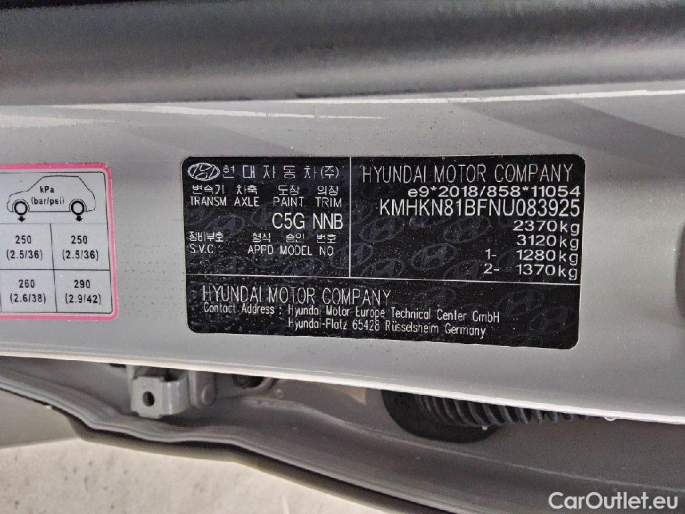 kPa
(bar/psi)
250 250
(2.5/36) (2.5/36)
260 290
(2.6/38) (2.9/42)
현대자동차(주)
변속기 차축 도장 의장
TRANSM AXLE PAINT TRIM
C5G NNB
장비부호 형식 승인 번호
S.V.C APPD MODEL NO
HYUNDAI MOTOR COMPANY
e9*2018/858*11054
KMHKN81BFNU083925
2370kg
3120kg
1- 1280kg
2- 1370kg
HYUNDAI MOTOR COMPANY
Contact Address : Hyundai Motor Europe Technical Center GmbH
Hyundai-Platz 65428 Rüsselsheim Germany
CarOutlet.eu